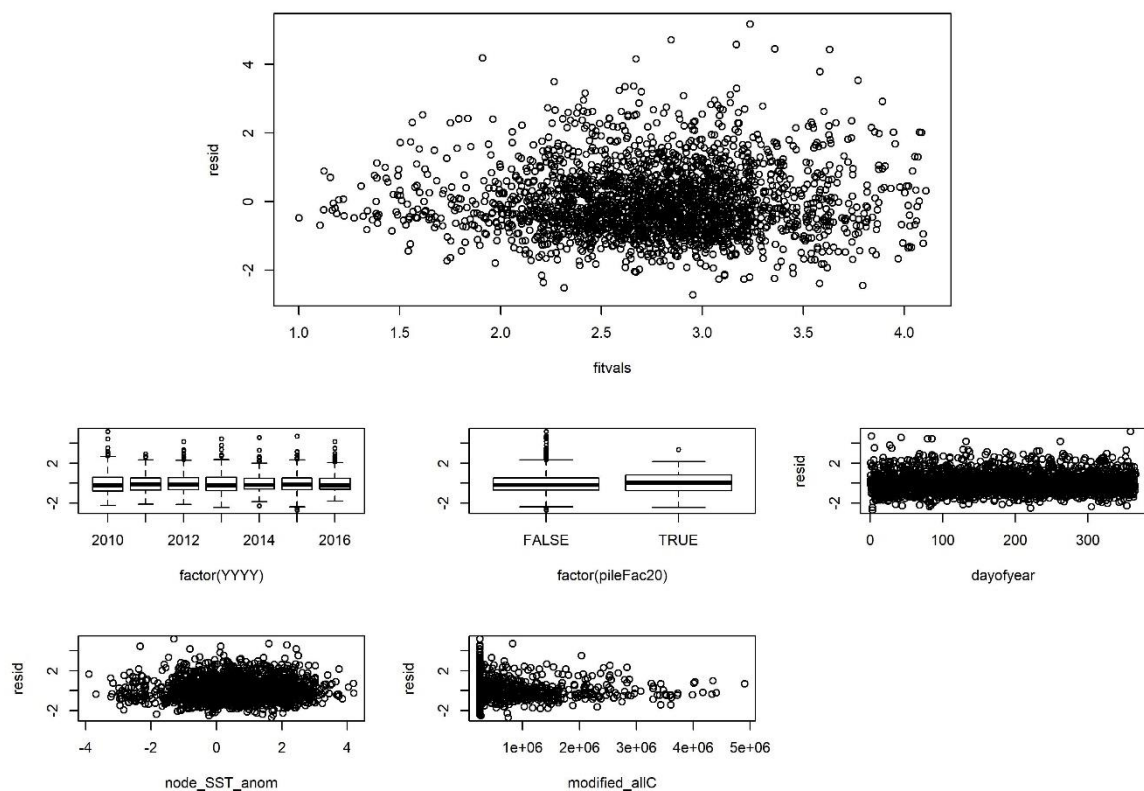 4
2
0
-2
resid
1.0 1.5 2.0 2.5 3.0 3.5 4.0
fitvals
2
-2
2010 2012 2014 2016
factor(YYYY)
2
-2
FALSE TRUE
factor(pileFac20)
resid
2
-2
0 100 200 300
dayofyear
resid
2
-2
-4 -2 0 2 4
node_SST_anom
resid
2
-2
1e+06 2e+06 3e+06 4e+06 5e+06
modified_allC